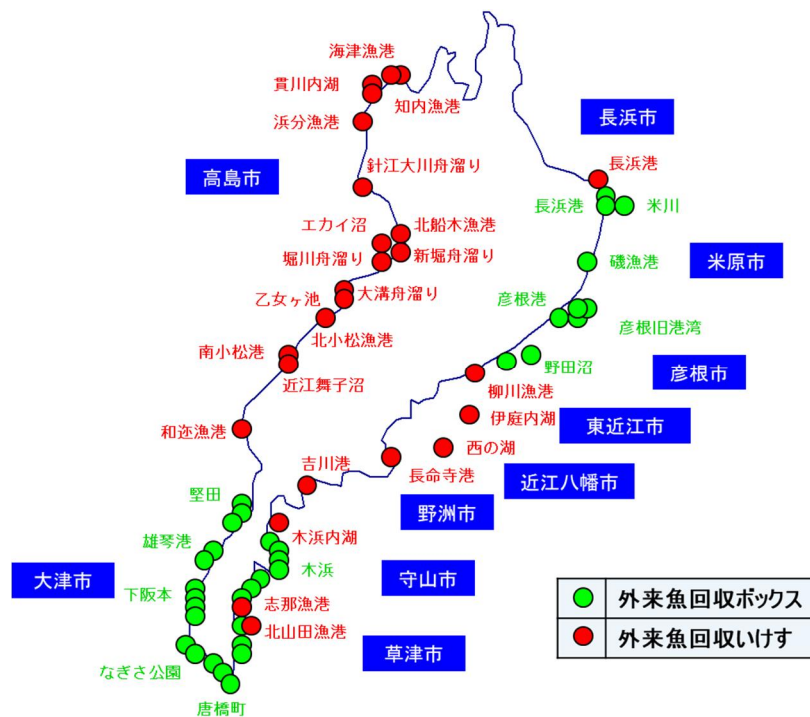 海津漁港
貫川内湖
知内漁港
浜分漁港
長浜市
針江大川舟溜り
長浜港
高島市
長浜港
米川
エカイ沼
北船木漁港
堀川舟溜り
新堀舟溜り
磯漁港
米原市
乙女ヶ池
大溝舟溜り
彦根港
北小松漁港
彦根旧港湾
南小松港
野田沼
近江舞子沼
彦根市
柳川漁港
和迩漁港
伊庭内湖
東近江市
吉川港
西の湖
長命寺港
近江八幡市
堅田
野洲市
木浜内湖
雄琴港
木浜
大津市
守山市
下阪本
志那漁港
外来魚回収ボックス
北山田漁港
外来魚回収いけす
草津市
なぎさ公園
唐橋町